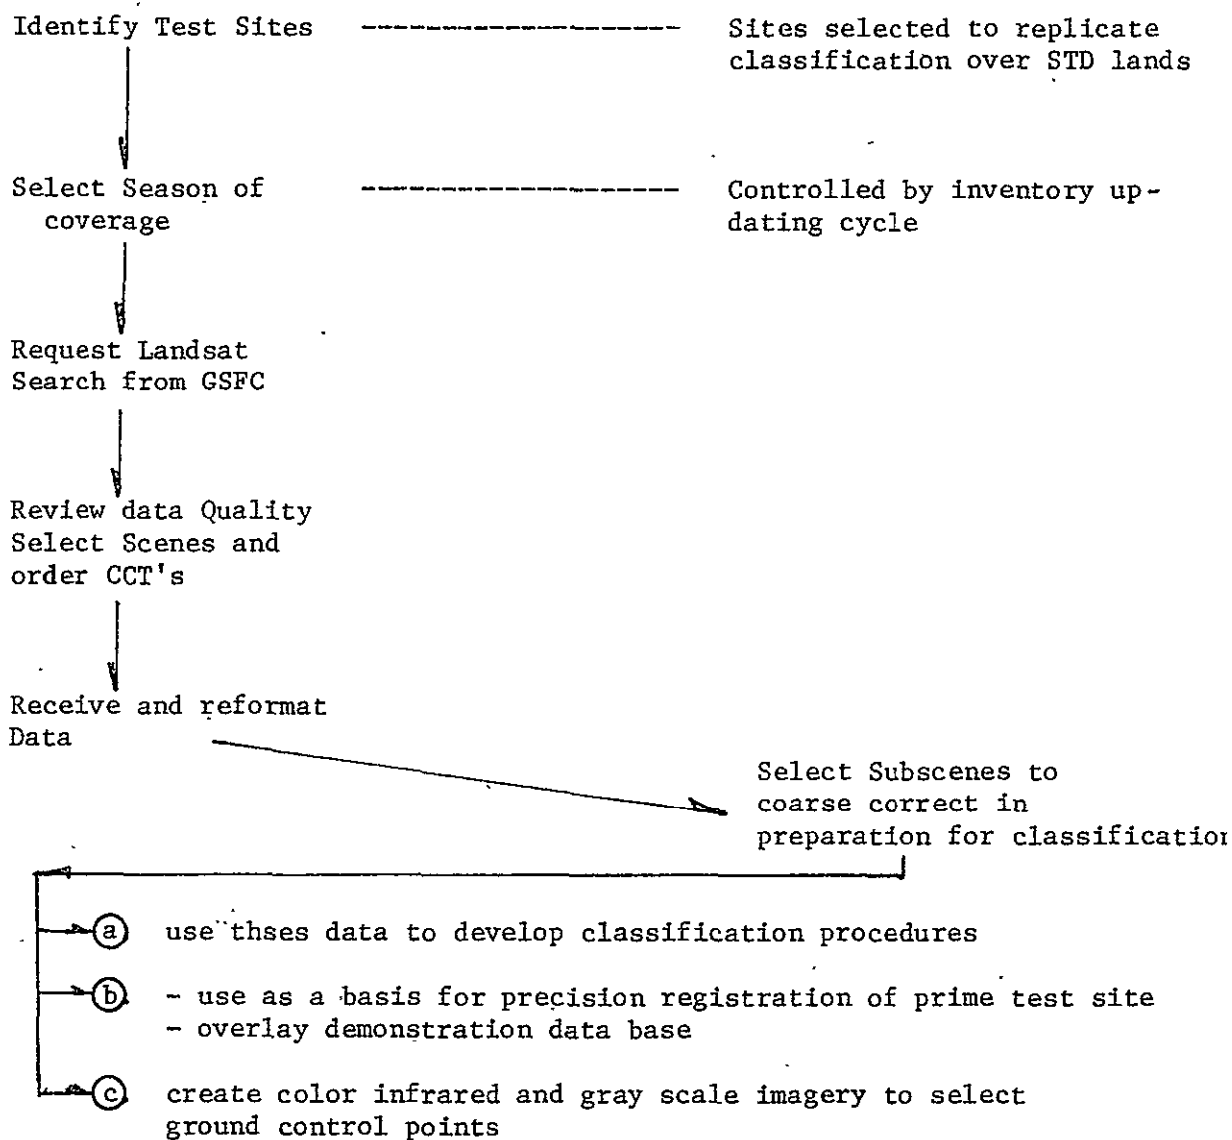 Identify Test Sites
Sites selected to replicate
classification over STD lands
Select Season of
coverage
Controlled by inventory up-
dating cycle
Request Landsat
Search from GSFC
Review data Quality
Select Scenes and
order CCT's
Receive and reformat
Data
Select Subscenes to
coarse correct in
preparation for classification
a use thses data to develop classification procedures
b - use as a basis for precision registration of prime test site
- overlay demonstration data base
c create color infrared and gray scale imagery to select
ground control points